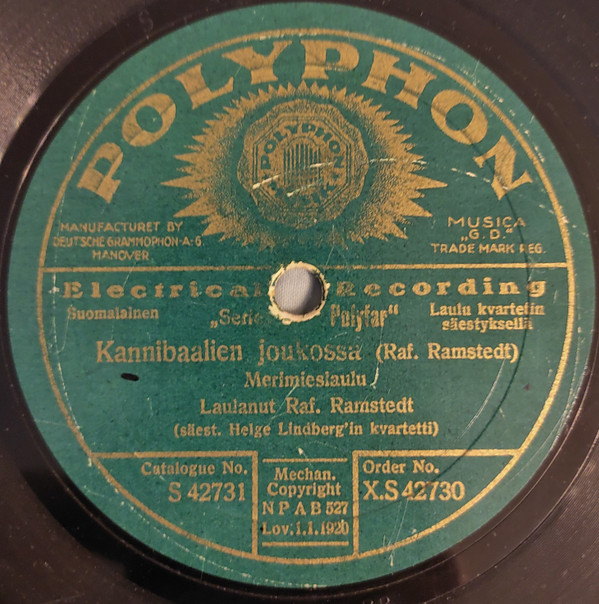 POLYPHON
POLYPHON
MANUFACTURET BY
DEUTSCHE GRAMMOPHON-A-G.
HANOVER.
MUSICA
„G.D."
TRADE MARK REG.
Electrical Recording
Suomalainen
„Serie Polyfar"
Laulu kvartetin
säestyksellä
Kannibaalien joukossa (Raf. Ramstedt)
Merimieslaulu
Laulanut Raf. Ramstedt
(säest. Helge Lindberg'in kvartetti)
Catalogue No.
S 42731
Mechan.
Copyright
N P A B 527
Lov. 1. 1. 1920
Order No.
X.S 42730